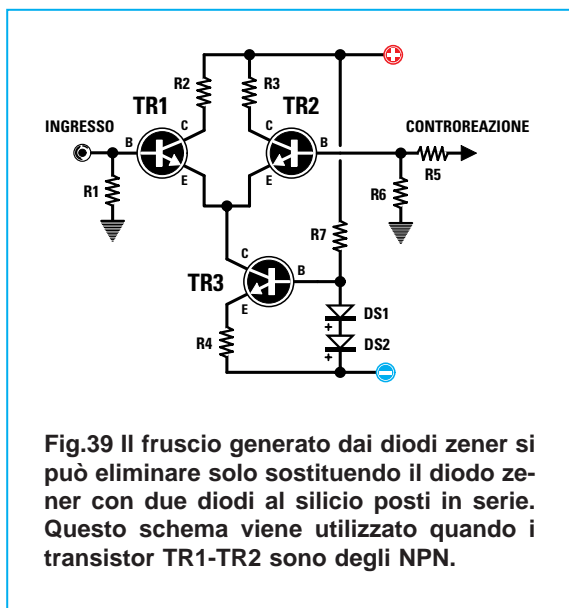 +
R2
R3
TR1
TR2
INGRESSO
CONTROREAZIONE
B
C
C
B
R1
E
E
R6
R5
R7
C
B
TR3
E
R4
DS1
+
DS2
+
−
Fig.39 Il fruscio generato dai diodi zener si
può eliminare solo sostituendo il diodo ze-
ner con due diodi al silicio posti in serie.
Questo schema viene utilizzato quando i
transistor TR1-TR2 sono degli NPN.